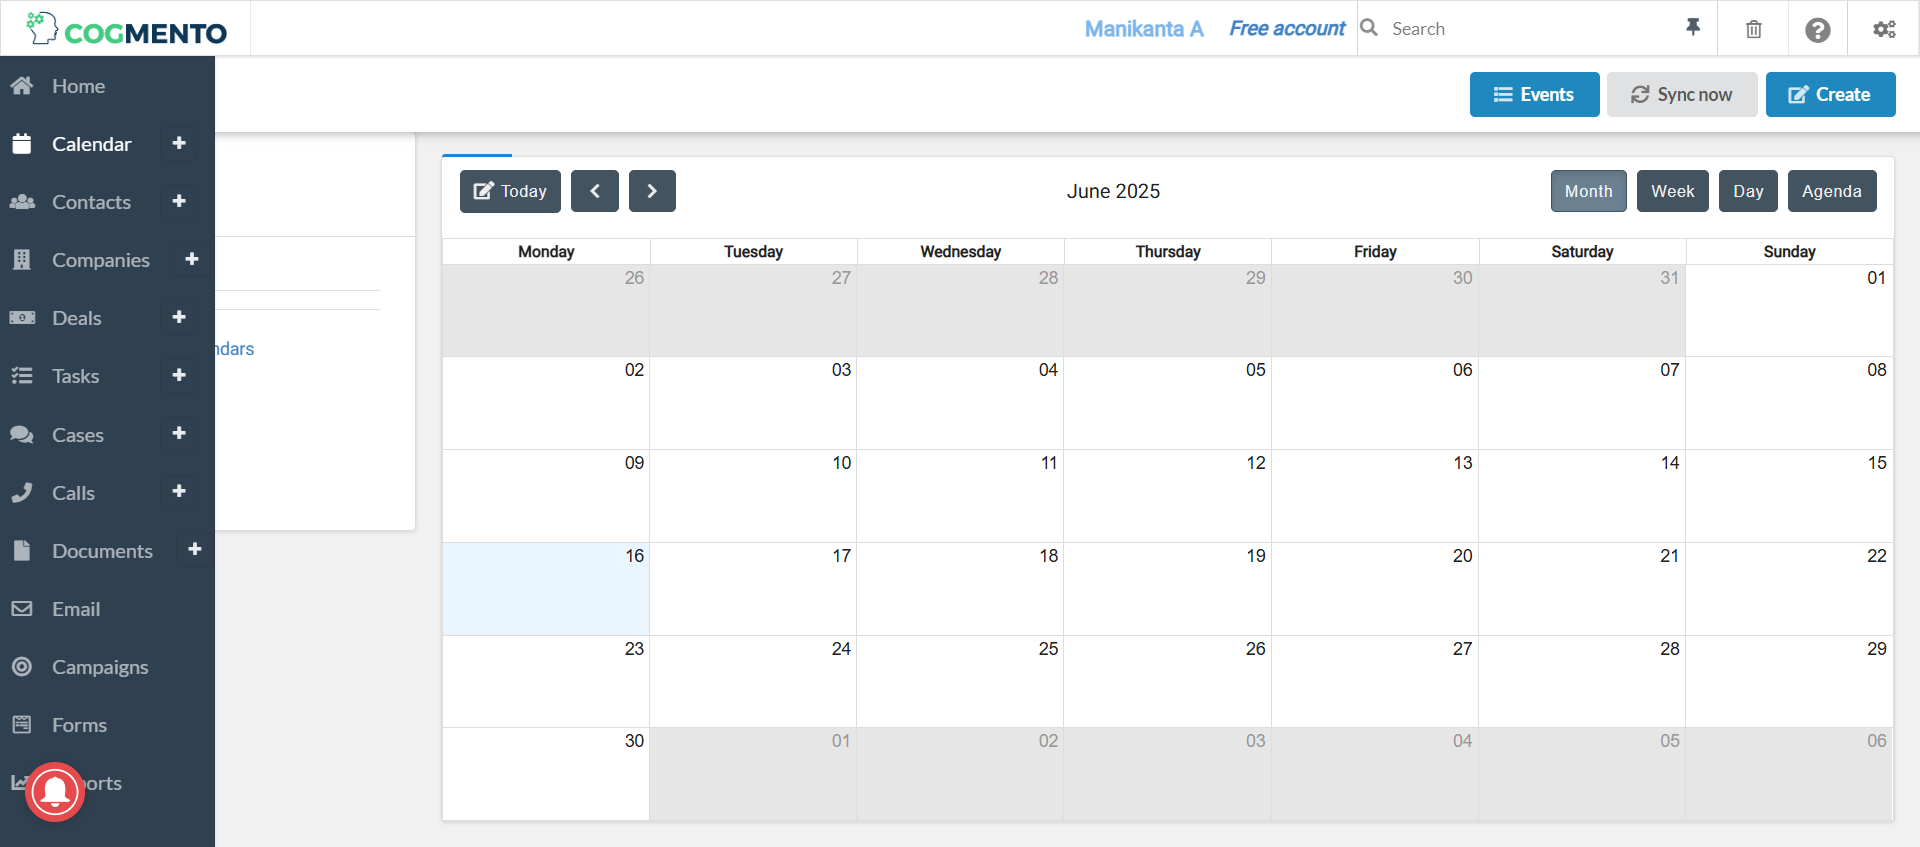 COGMENTO
Manikanta A Free account Search
Home
Calendar
Contacts
Companies
Deals
Tasks
Cases
Calls
Documents
Email
Campaigns
Forms
ports
ndars
Events Sync now Create
Today June 2025 Month Week Day Agenda
Monday Tuesday Wednesday Thursday Friday Saturday Sunday
26 27 28 29 30 31 01
02 03 04 05 06 07 08
09 10 11 12 13 14 15
16 17 18 19 20 21 22
23 24 25 26 27 28 29
30 01 02 03 04 05 06